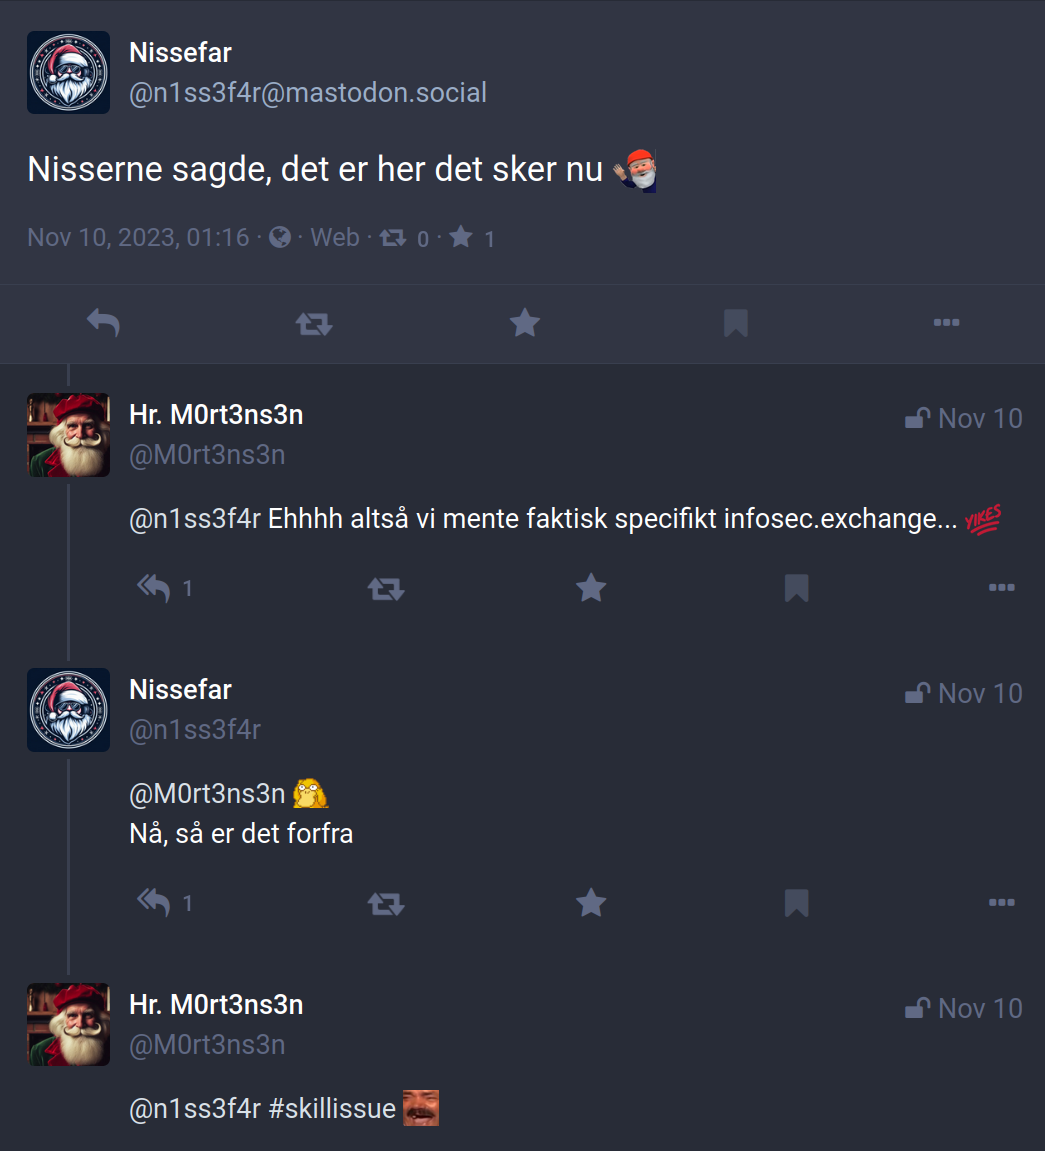 Nissefar
@n1ss3f4r@mastodon.social
Nisserne sagde, det er her det sker nu
Nov 10, 2023, 01:16 · · Web · 0 · 1
Hr. M0rt3ns3n
Nov 10
@M0rt3ns3n
@n1ss3f4r Ehhhh altså vi mente faktisk specifikt infosec.exchange... YIKES
1
Nissefar
Nov 10
@n1ss3f4r
@M0rt3ns3n
Nå, så er det forfra
1
Hr. M0rt3ns3n
Nov 10
@M0rt3ns3n
@n1ss3f4r #skillissue